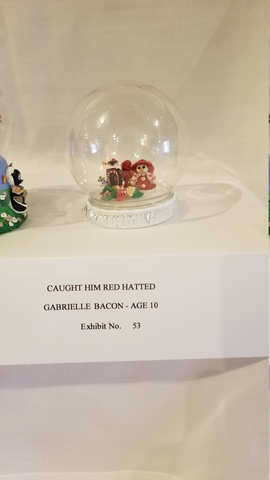 CAUGHT HIM RED HATTED
GABRIELLE BACON - AGE 10
Exhibit No. 53